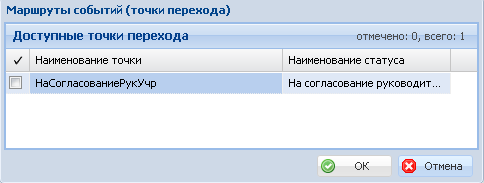 Маршруты событий (точки перехода)
Доступные точки перехода отмечено: 0, всего: 1
✓ Наименование точки Наименование статуса
НаСогласованиеРукУчр На согласование руководит...
ОК Отмена